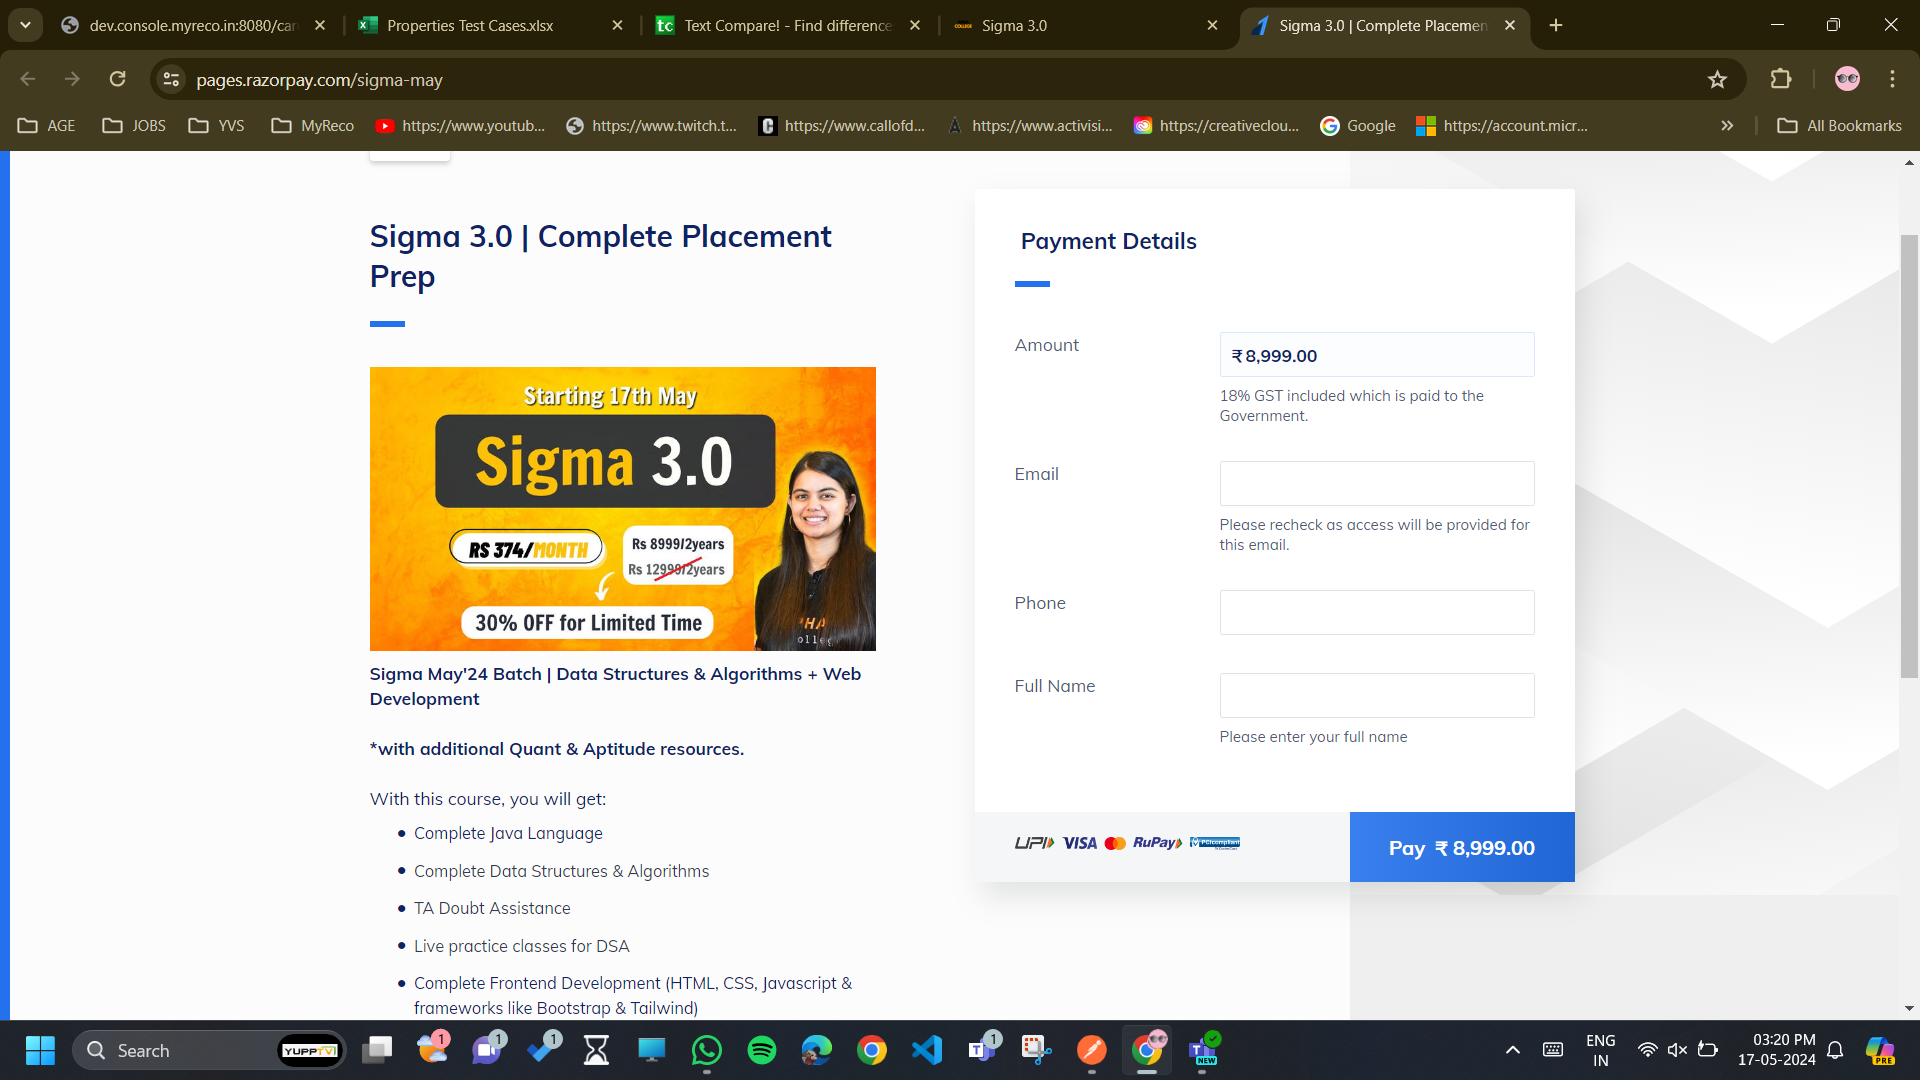 dev.console.myreco.in:8080/car
Properties Test Cases.xlsx
Text Compare! - Find difference
Sigma 3.0
Sigma 3.0 | Complete Placemen
pages.razorpay.com/sigma-may
AGE
JOBS
YVS
MyReco
https://www.youtub...
https://www.twitch.t...
https://www.callofd...
https://www.activisi...
https://creativeclou...
Google
https://account.micr...
All Bookmarks
Sigma 3.0 | Complete Placement
Prep
Starting 17th May
Sigma 3.0
RS 374/MONTH
Rs 8999/2years
Rs 12999/2years
30% OFF for Limited Time
Sigma May'24 Batch | Data Structures & Algorithms + Web
Development
*with additional Quant & Aptitude resources.
With this course, you will get:
Complete Java Language
Complete Data Structures & Algorithms
TA Doubt Assistance
Live practice classes for DSA
Complete Frontend Development (HTML, CSS, Javascript &
frameworks like Bootstrap & Tailwind)
Payment Details
Amount
₹ 8,999.00
18% GST included which is paid to the
Government.
Email
Please recheck as access will be provided for
this email.
Phone
Full Name
Please enter your full name
UPI VISA RuPay PCI compliant
Pay ₹ 8,999.00
Search
YUPPTV
1
1
1
1
NEW
ENG
IN
03:20 PM
17-05-2024
PRE